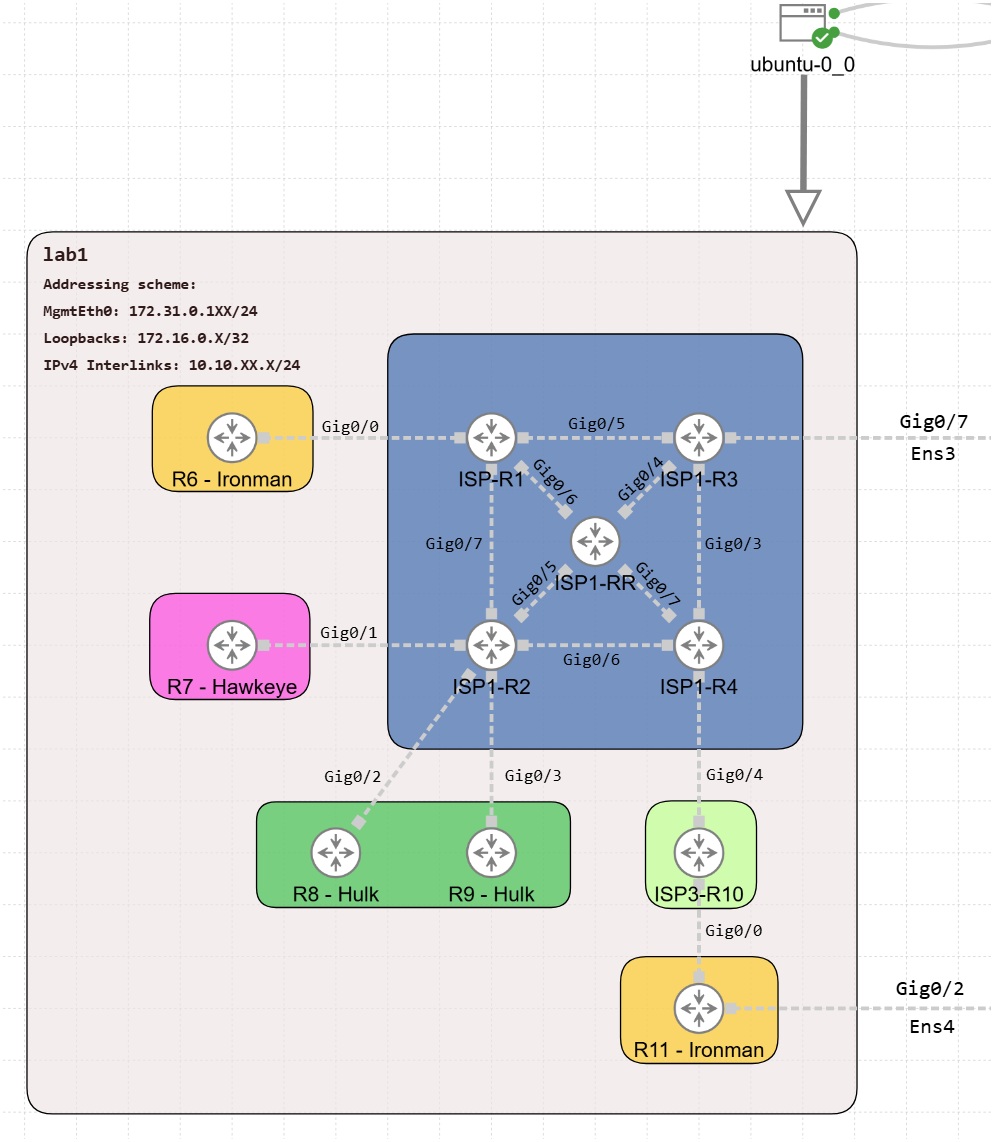 ubuntu-0_0
lab1
Addressing scheme:
MgmtEth0: 172.31.0.1XX/24
Loopbacks: 172.16.0.X/32
IPv4 Interlinks: 10.10.XX.X/24
Gig0/0
Gig0/5
Gig0/7
Ens3
R6 - Ironman
ISP-R1
Gig0/6
Gig0/4
ISP1-R3
Gig0/7
Gig0/3
ISP1-RR
Gig0/5
Gig0/7
Gig0/1
Gig0/6
R7 - Hawkeye
ISP1-R2
ISP1-R4
Gig0/2
Gig0/3
Gig0/4
R8 - Hulk
R9 - Hulk
ISP3-R10
Gig0/0
Gig0/2
Ens4
R11 - Ironman